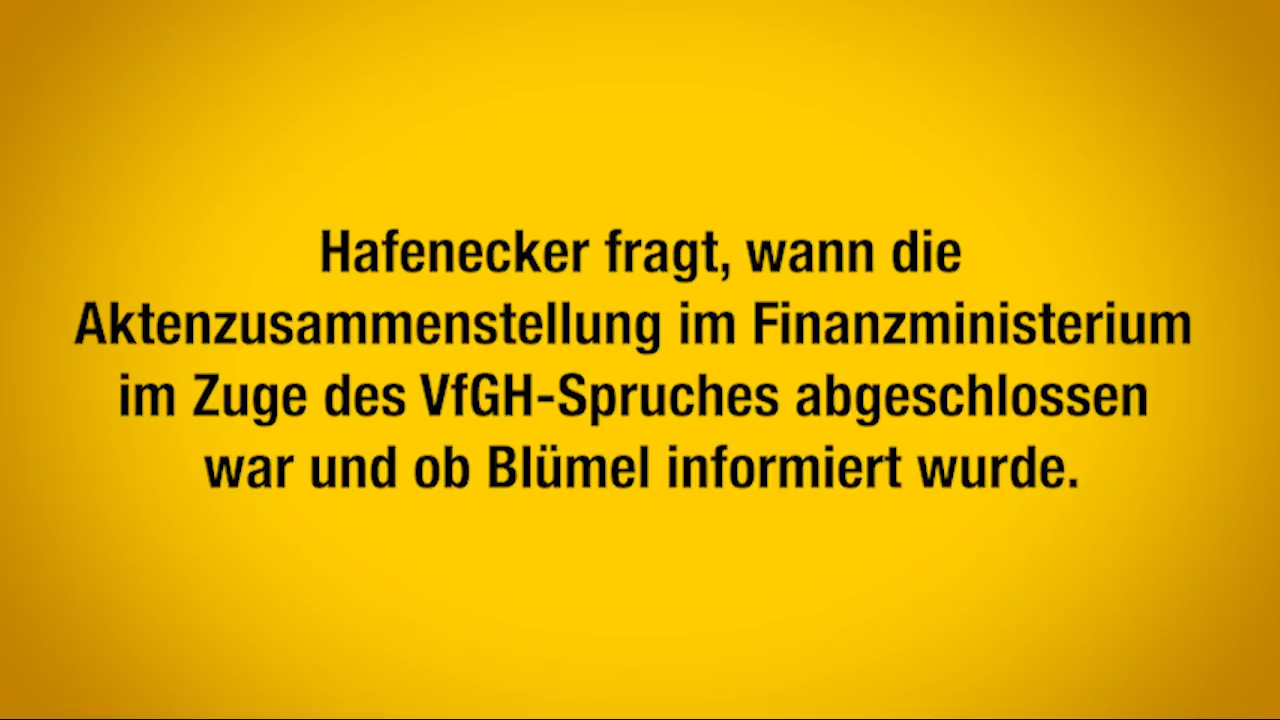 Hafenecker fragt, wann die
Aktenzusammenstellung im Finanzministerium
im Zuge des VfGH-Spruches abgeschlossen
war und ob Blümel informiert wurde.